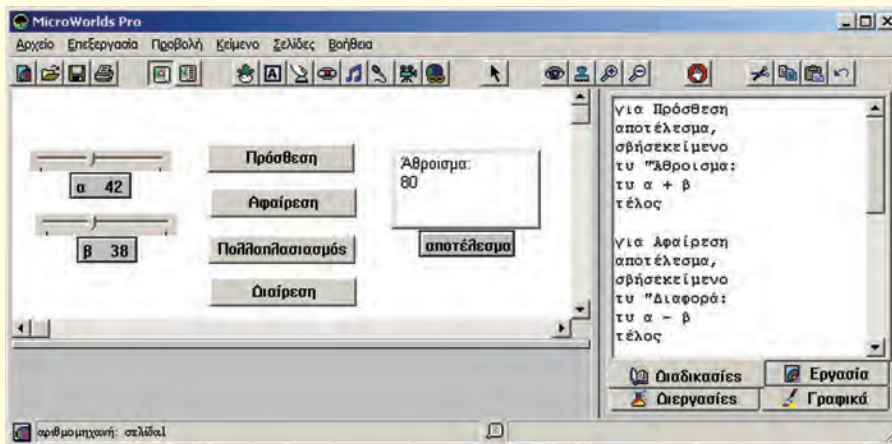 MicroWorlds Pro
Αρχείο Επεξεργασία Προβολή Κείμενο Σελίδες Βοήθεια
α 42
β 38
Πρόσθεση
Αφαίρεση
Πολλαπλασιασμός
Διαίρεση
Άθροισμα:
80
αποτέλεσμα
για Πρόσθεση
αποτέλεσμα,
σβήσεκείμενο
τυ "Άθροισμα:
τυ α + β
τέλος
για Αφαίρεση
αποτέλεσμα,
σβήσεκείμενο
τυ "Διαφορά:
τυ α - β
τέλος
Διαδικασίες Εργασία
Διεργασίες Γραφικά
αριθμομηχανή: σελίδα1